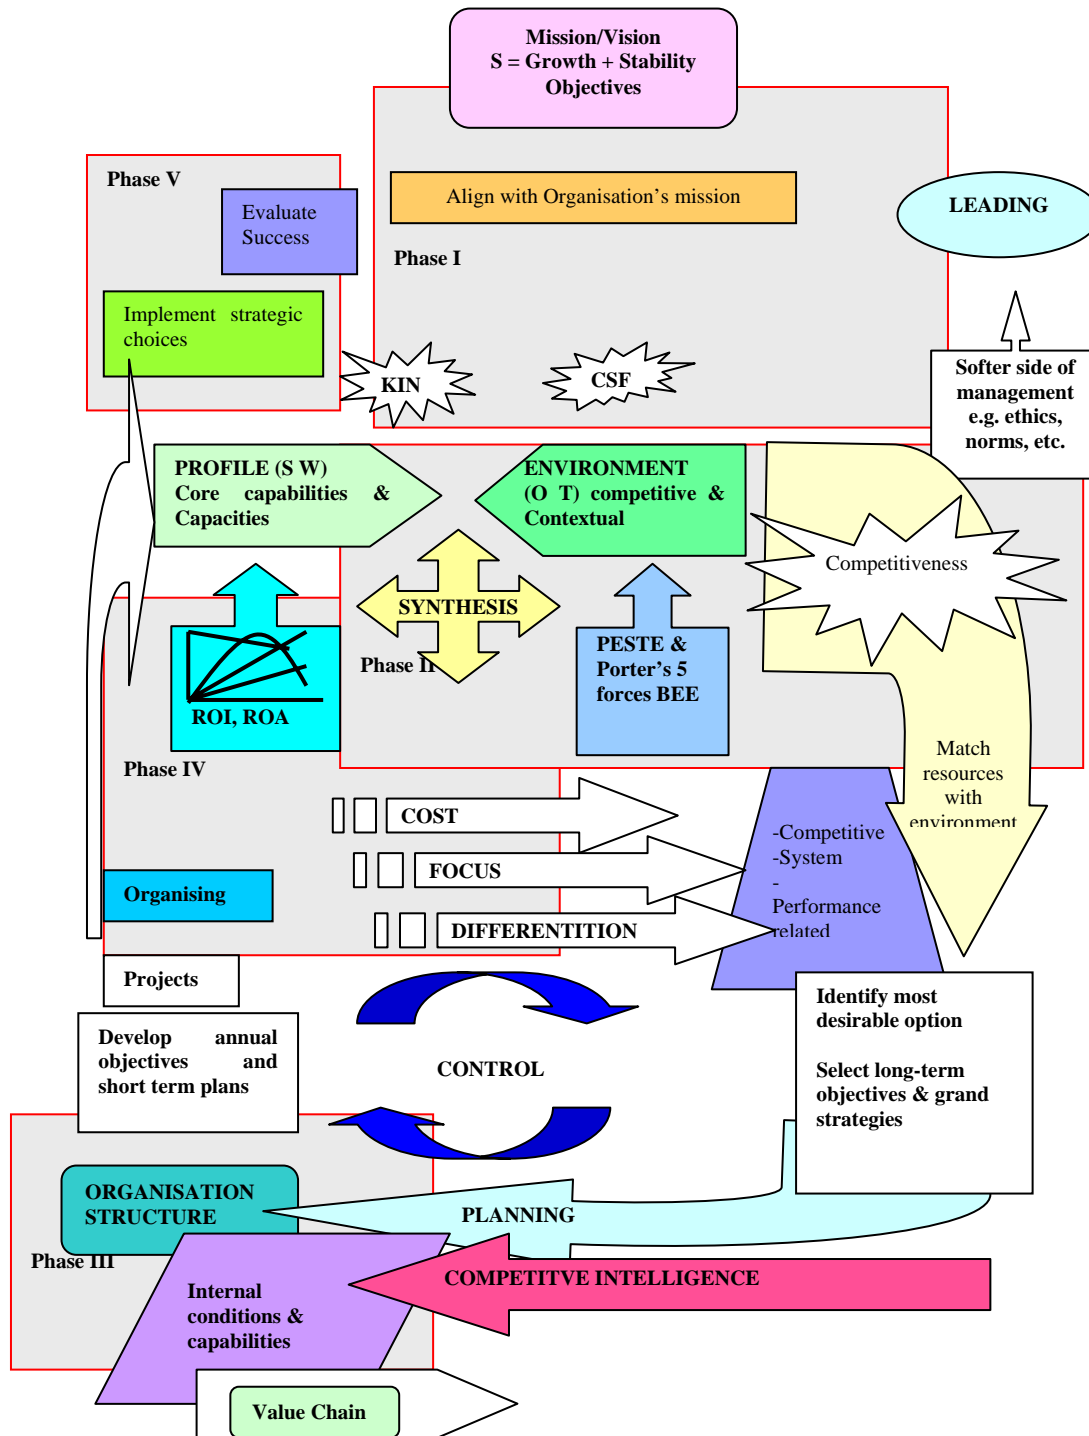 Mission/Vision
S = Growth + Stability
Objectives
Phase V
Evaluate
Success
Align with Organisation's mission
LEADING
Phase I
Implement strategic
choices
KIN
CSF
Softer side of
management
e.g. ethics,
norms, etc.
PROFILE (S W)
Core capabilities &
Capacities
ENVIRONMENT
(O T) competitive &
Contextual
Competitiveness
SYNTHESIS
Phase II
PESTE &
Porter's 5
forces BEE
ROI, ROA
Phase IV
Match
resources
with
environment
COST
-Competitive
-System
-
Performance
related
FOCUS
Organising
DIFFERENTITION
Projects
Identify most
desirable option
Select long-term
objectives & grand
strategies
Develop annual
objectives and
short term plans
CONTROL
ORGANISATION
STRUCTURE
PLANNING
Phase III
COMPETITVE INTELLIGENCE
Internal
conditions &
capabilities
Value Chain